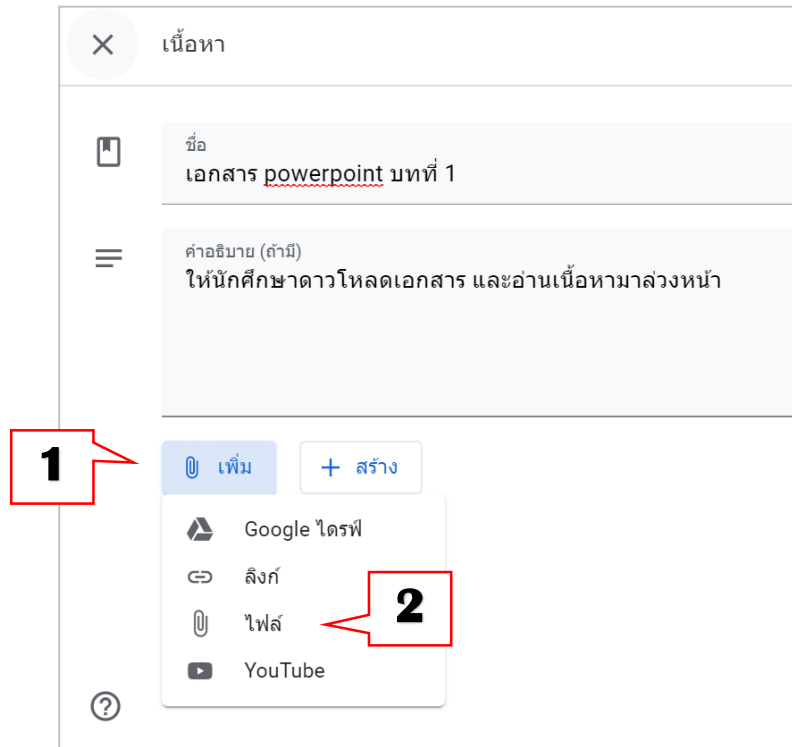 เนื้อหา
ชื่อ
เอกสาร powerpoint บทที่ 1
คำอธิบาย (ถ้ามี)
ให้นักศึกษาดาวโหลดเอกสาร และอ่านเนื้อหามาล่วงหน้า
1
เพิ่ม
สร้าง
Google ไดรฟ์
ลิงก์
ไฟล์
2
YouTube